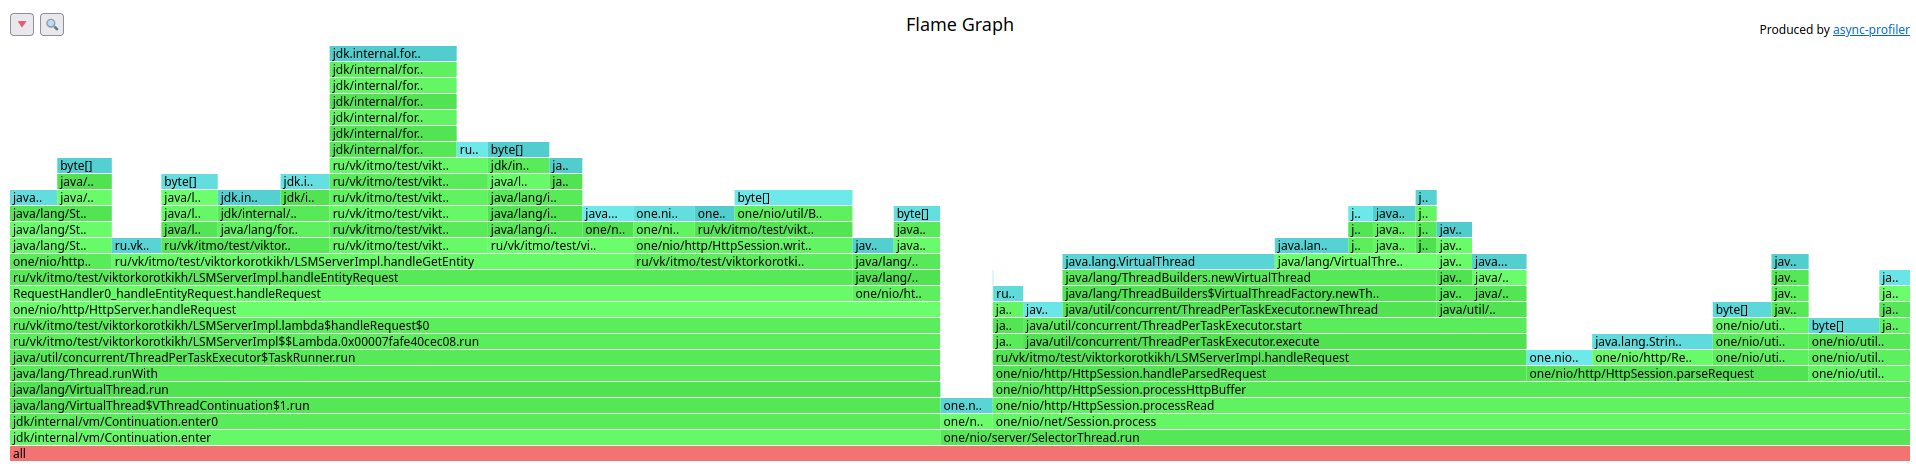 Flame Graph
Produced by async-profiler
jdk.internal.for..
jdk/internal/for..
jdk/internal/for..
jdk/internal/for..
jdk/internal/for..
jdk/internal/for..
jdk/internal/for.. ru.. byte[]
byte[] ru/vk/itmo/test/vikt.. jdk/in.. ja..
java/.. byte[] jdk.i.. ru/vk/itmo/test/vikt.. java/l.. ja..
java.. java/.. java/l.. jdk.in.. jdk/i.. ru/vk/itmo/test/vikt.. java/lang/i.. byte[] j..
java/lang/St.. java/l.. jdk/internal/.. ru/vk/itmo/test/vikt.. java/lang/i.. java... one.ni.. one.. one/nio/util/B.. byte[] j.. java.. j..
java/lang/St.. java/l.. java/lang/for.. ru/vk/itmo/test/vikt.. java/lang/i.. one/n.. one/ni.. ru/vk/itmo/test/vikt.. java.. j.. java.. j.. jav..
java/lang/St.. ru.vk.. ru/vk/itmo/test/viktor.. ru/vk/itmo/test/vikt.. ru/vk/itmo/test/vi.. one/nio/http/HttpSession.writ.. jav.. java.. java.lan.. j.. java.. j.. jav..
one/nio/http.. ru/vk/itmo/test/viktorkorotkikh/LSMServerImpl.handleGetEntity ru/vk/itmo/test/viktorkorotki.. java/lang/.. java.lang.VirtualThread java/lang/VirtualThre.. jav.. java... jav..
ru/vk/itmo/test/viktorkorotkikh/LSMServerImpl.handleEntityRequest java/lang/.. java/lang/ThreadBuilders.newVirtualThread jav.. java/.. jav.. ja..
RequestHandler0_handleEntityRequest.handleRequest one/nio/ht.. ru.. java/lang/ThreadBuilders$VirtualThreadFactory.newTh.. jav.. java/.. jav.. ja..
one/nio/http/HttpServer.handleRequest ja.. jav.. java/util/concurrent/ThreadPerTaskExecutor.newThread java/util/.. byte[] jav.. ja..
ru/vk/itmo/test/viktorkorotkikh/LSMServerImpl.lambda$handleRequest$0 ja.. java/util/concurrent/ThreadPerTaskExecutor.start one/nio/uti.. byte[] ja..
ru/vk/itmo/test/viktorkorotkikh/LSMServerImpl$$Lambda.0x00007fafe40cec08.run ja.. java/util/concurrent/ThreadPerTaskExecutor.execute java.lang.Strin.. one/nio/uti.. one/nio/util..
java/util/concurrent/ThreadPerTaskExecutor$TaskRunner.run ru/vk/itmo/test/viktorkorotkikh/LSMServerImpl.handleRequest one.nio.. one/nio/http/Re.. one/nio/uti.. one/nio/util..
java/lang/Thread.runWith one/nio/http/HttpSession.handleParsedRequest one/nio/http/HttpSession.parseRequest one/nio/util..
java/lang/VirtualThread.run one/nio/http/HttpSession.processHttpBuffer
java/lang/VirtualThread$VThreadContinuation$1.run one.n.. one/nio/http/HttpSession.processRead
jdk/internal/vm/Continuation.enter0 one/n.. one/nio/net/Session.process
jdk/internal/vm/Continuation.enter one/nio/server/SelectorThread.run
all